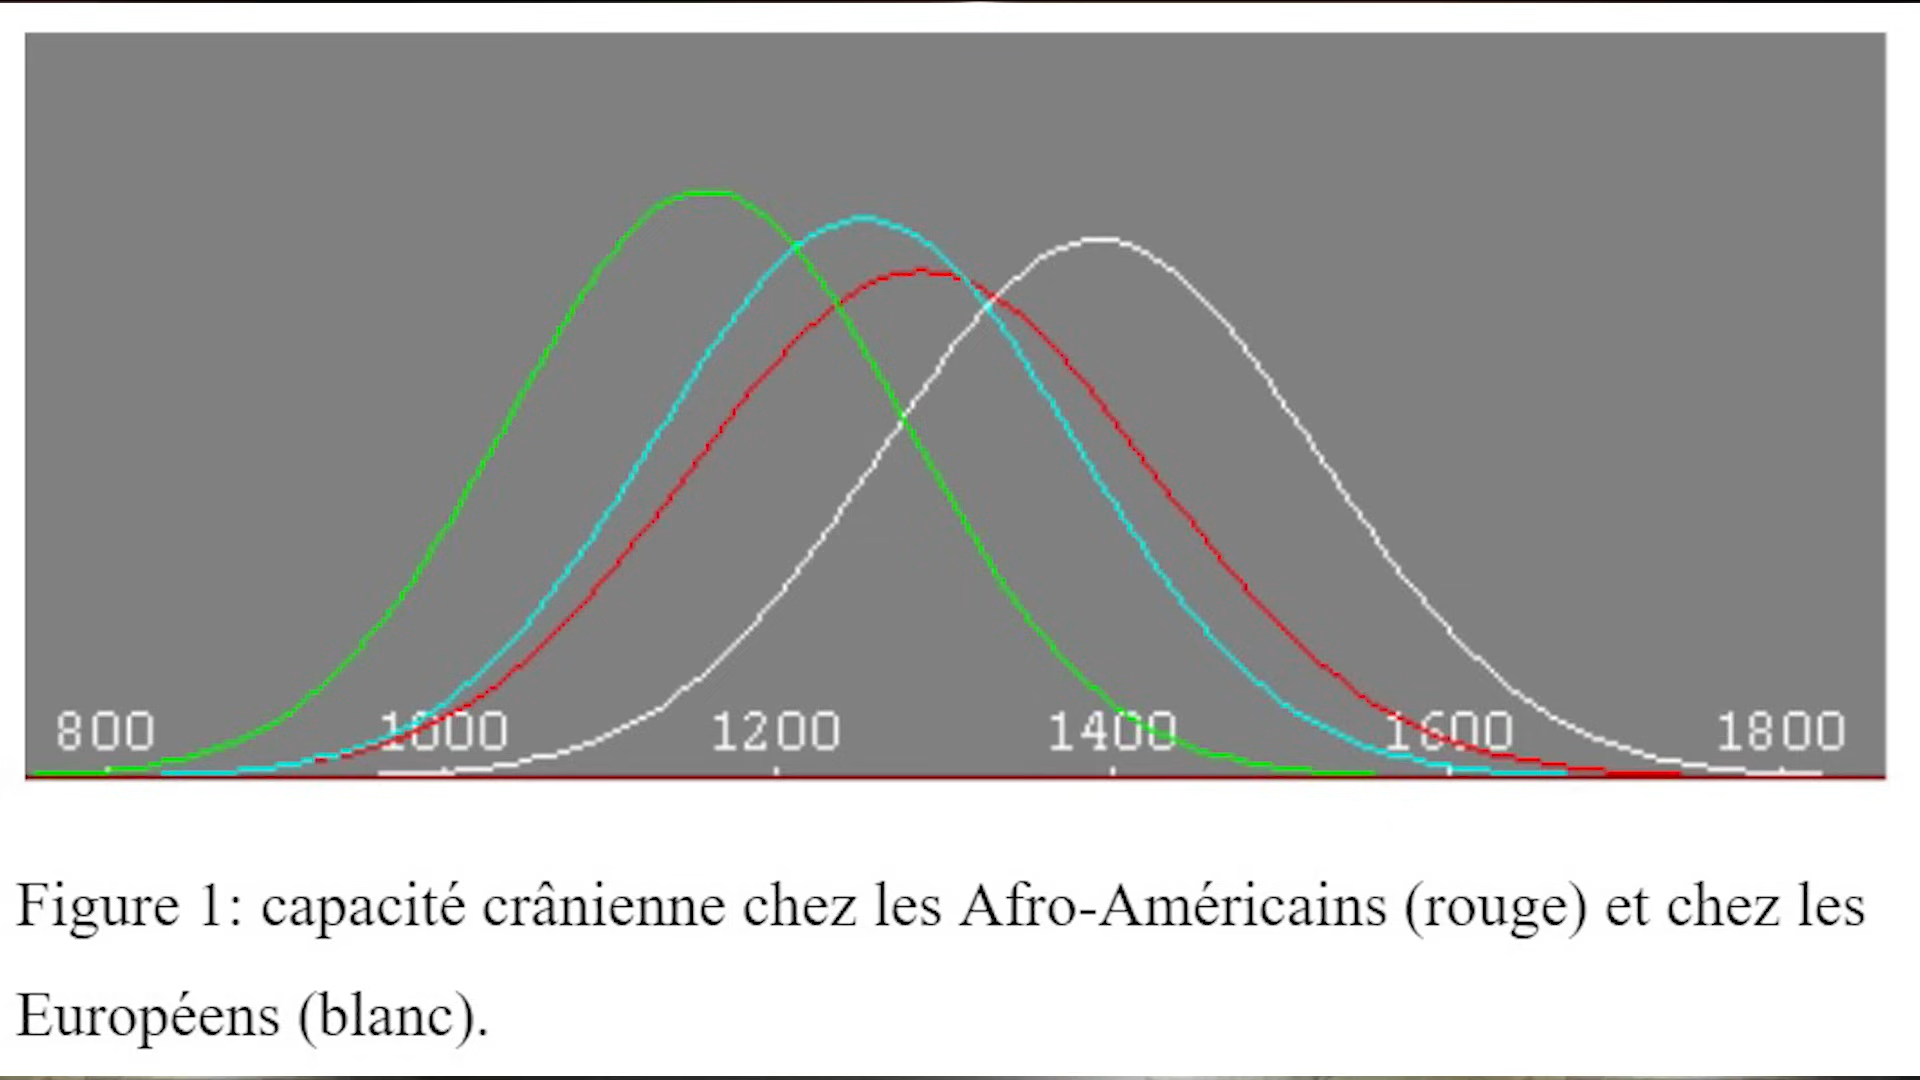 800 1000 1200 1400 1600 1800
Figure 1: capacité crânienne chez les Afro-Américains (rouge) et chez les
Européens (blanc).